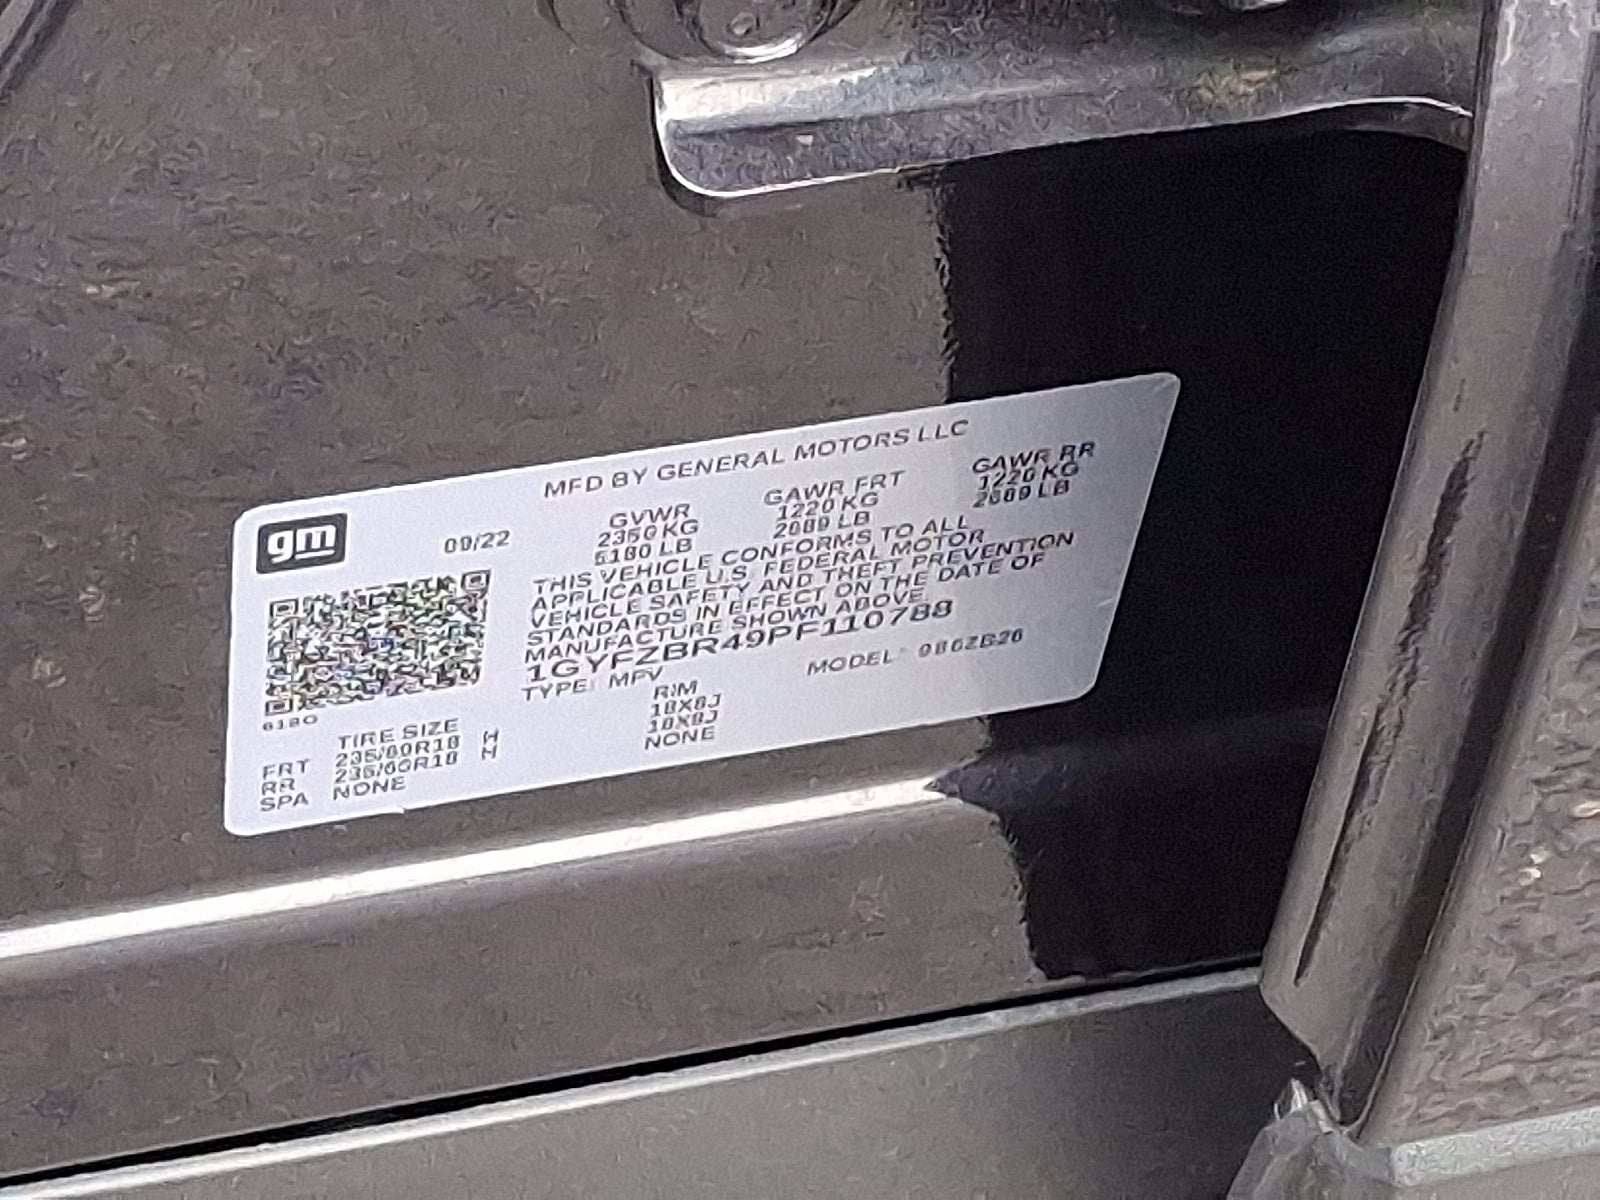 MFD BY GENERAL MOTORS LLC
gm
09/22
GVWR
2350 KG
5180 LB
GAWR FRT
1220 KG
2689 LB
GAWR RR
1220 KG
2689 LB
THIS VEHICLE CONFORMS TO ALL
APPLICABLE U.S. FEDERAL MOTOR
VEHICLE SAFETY AND THEFT PREVENTION
STANDARDS IN EFFECT ON THE DATE OF
MANUFACTURE SHOWN ABOVE.
1GYFZBR49PF110788
TYPE: MPV
MODEL:
TIRE SIZE
RIM
FRT 235/60R18 H 18X8J
RR 235/60R18 H 18X8J
SPA NONE NONE